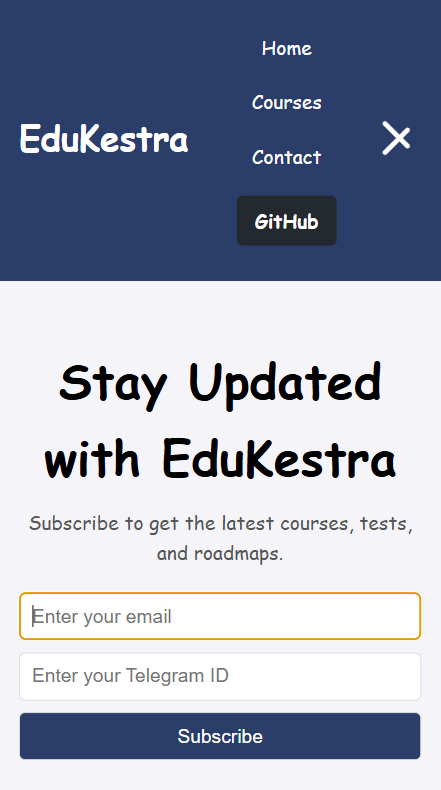 EduKestra
Home
Courses
Contact
GitHub
Stay Updated
with EduKestra
Subscribe to get the latest courses, tests,
and roadmaps.
Enter your email
Enter your Telegram ID
Subscribe